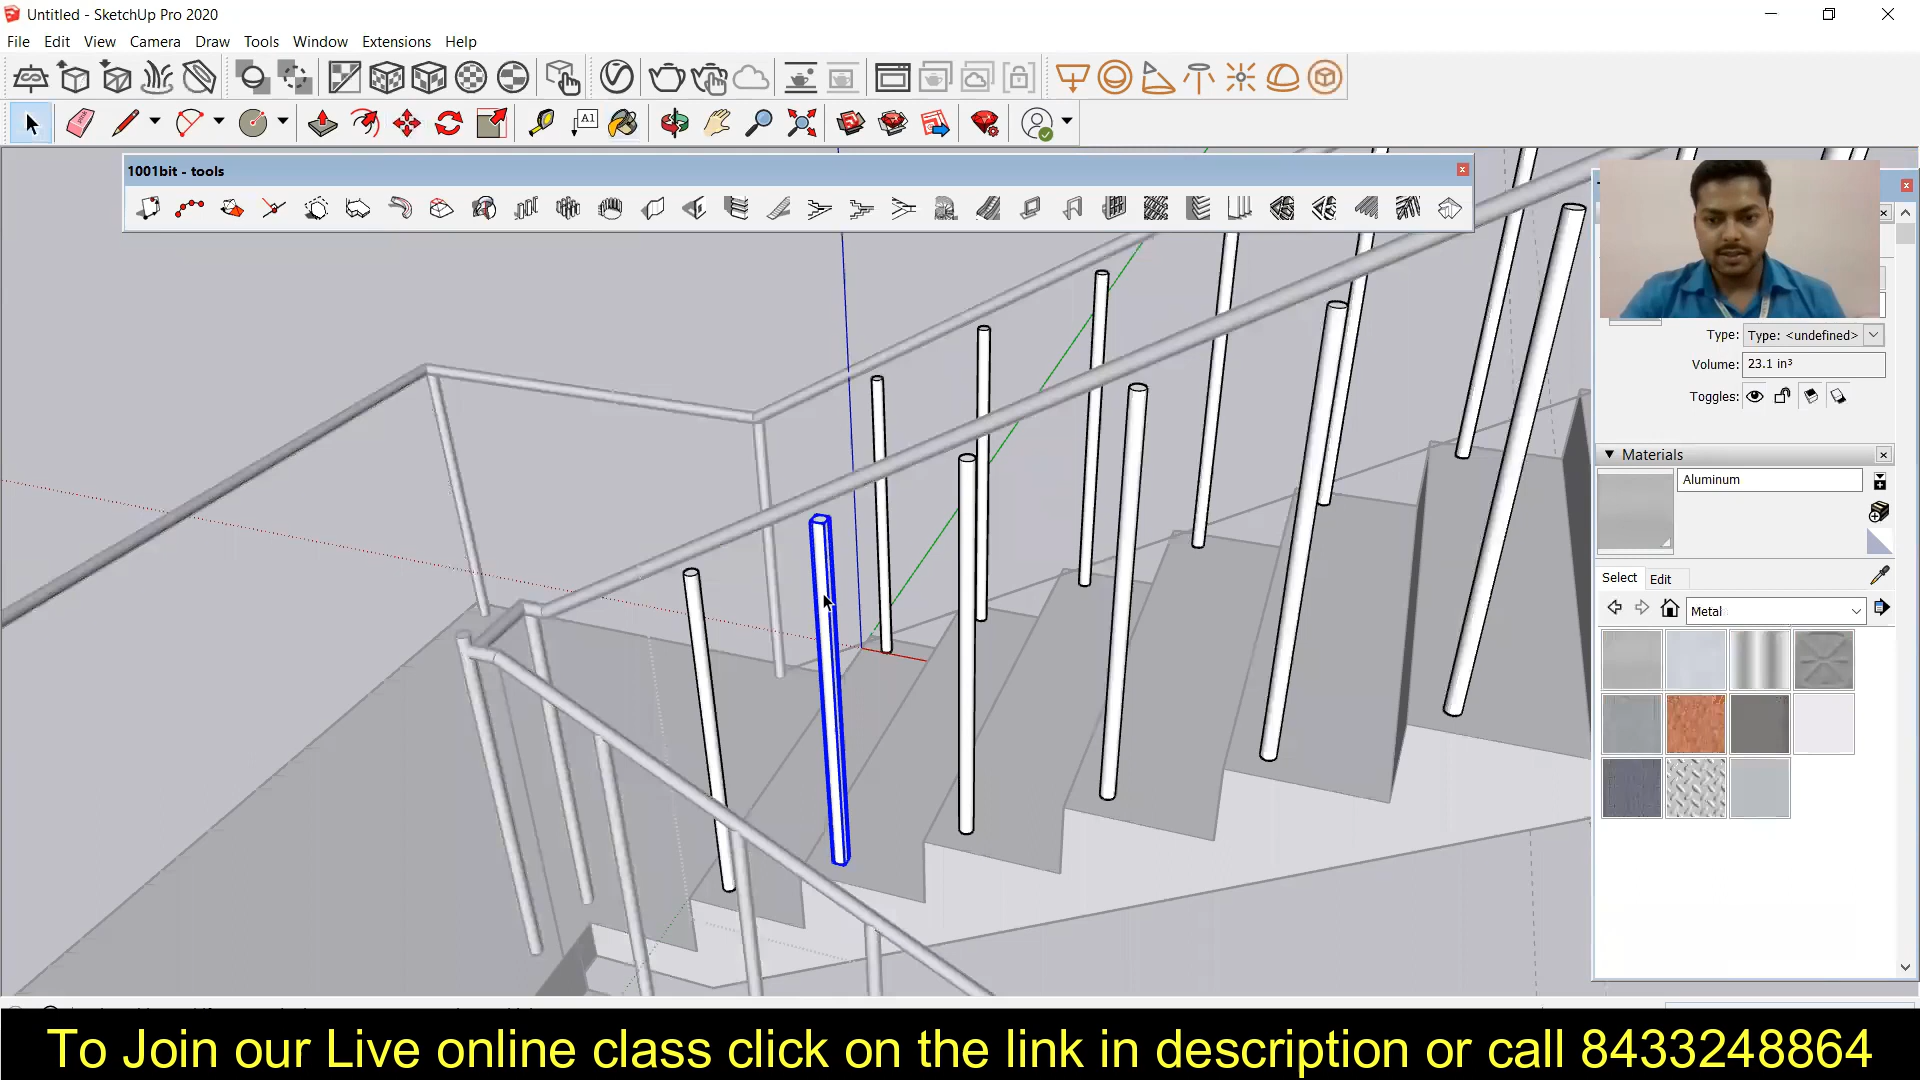 Untitled - SketchUp Pro 2020
File Edit View Camera Draw Tools Window Extensions Help
A1
1001bit - tools
Type: Type: <undefined>
Volume: 23.1 in³
Toggles:
Materials
Aluminum
Select Edit
Metal
To Join our Live online class click on the link in description or call 8433248864